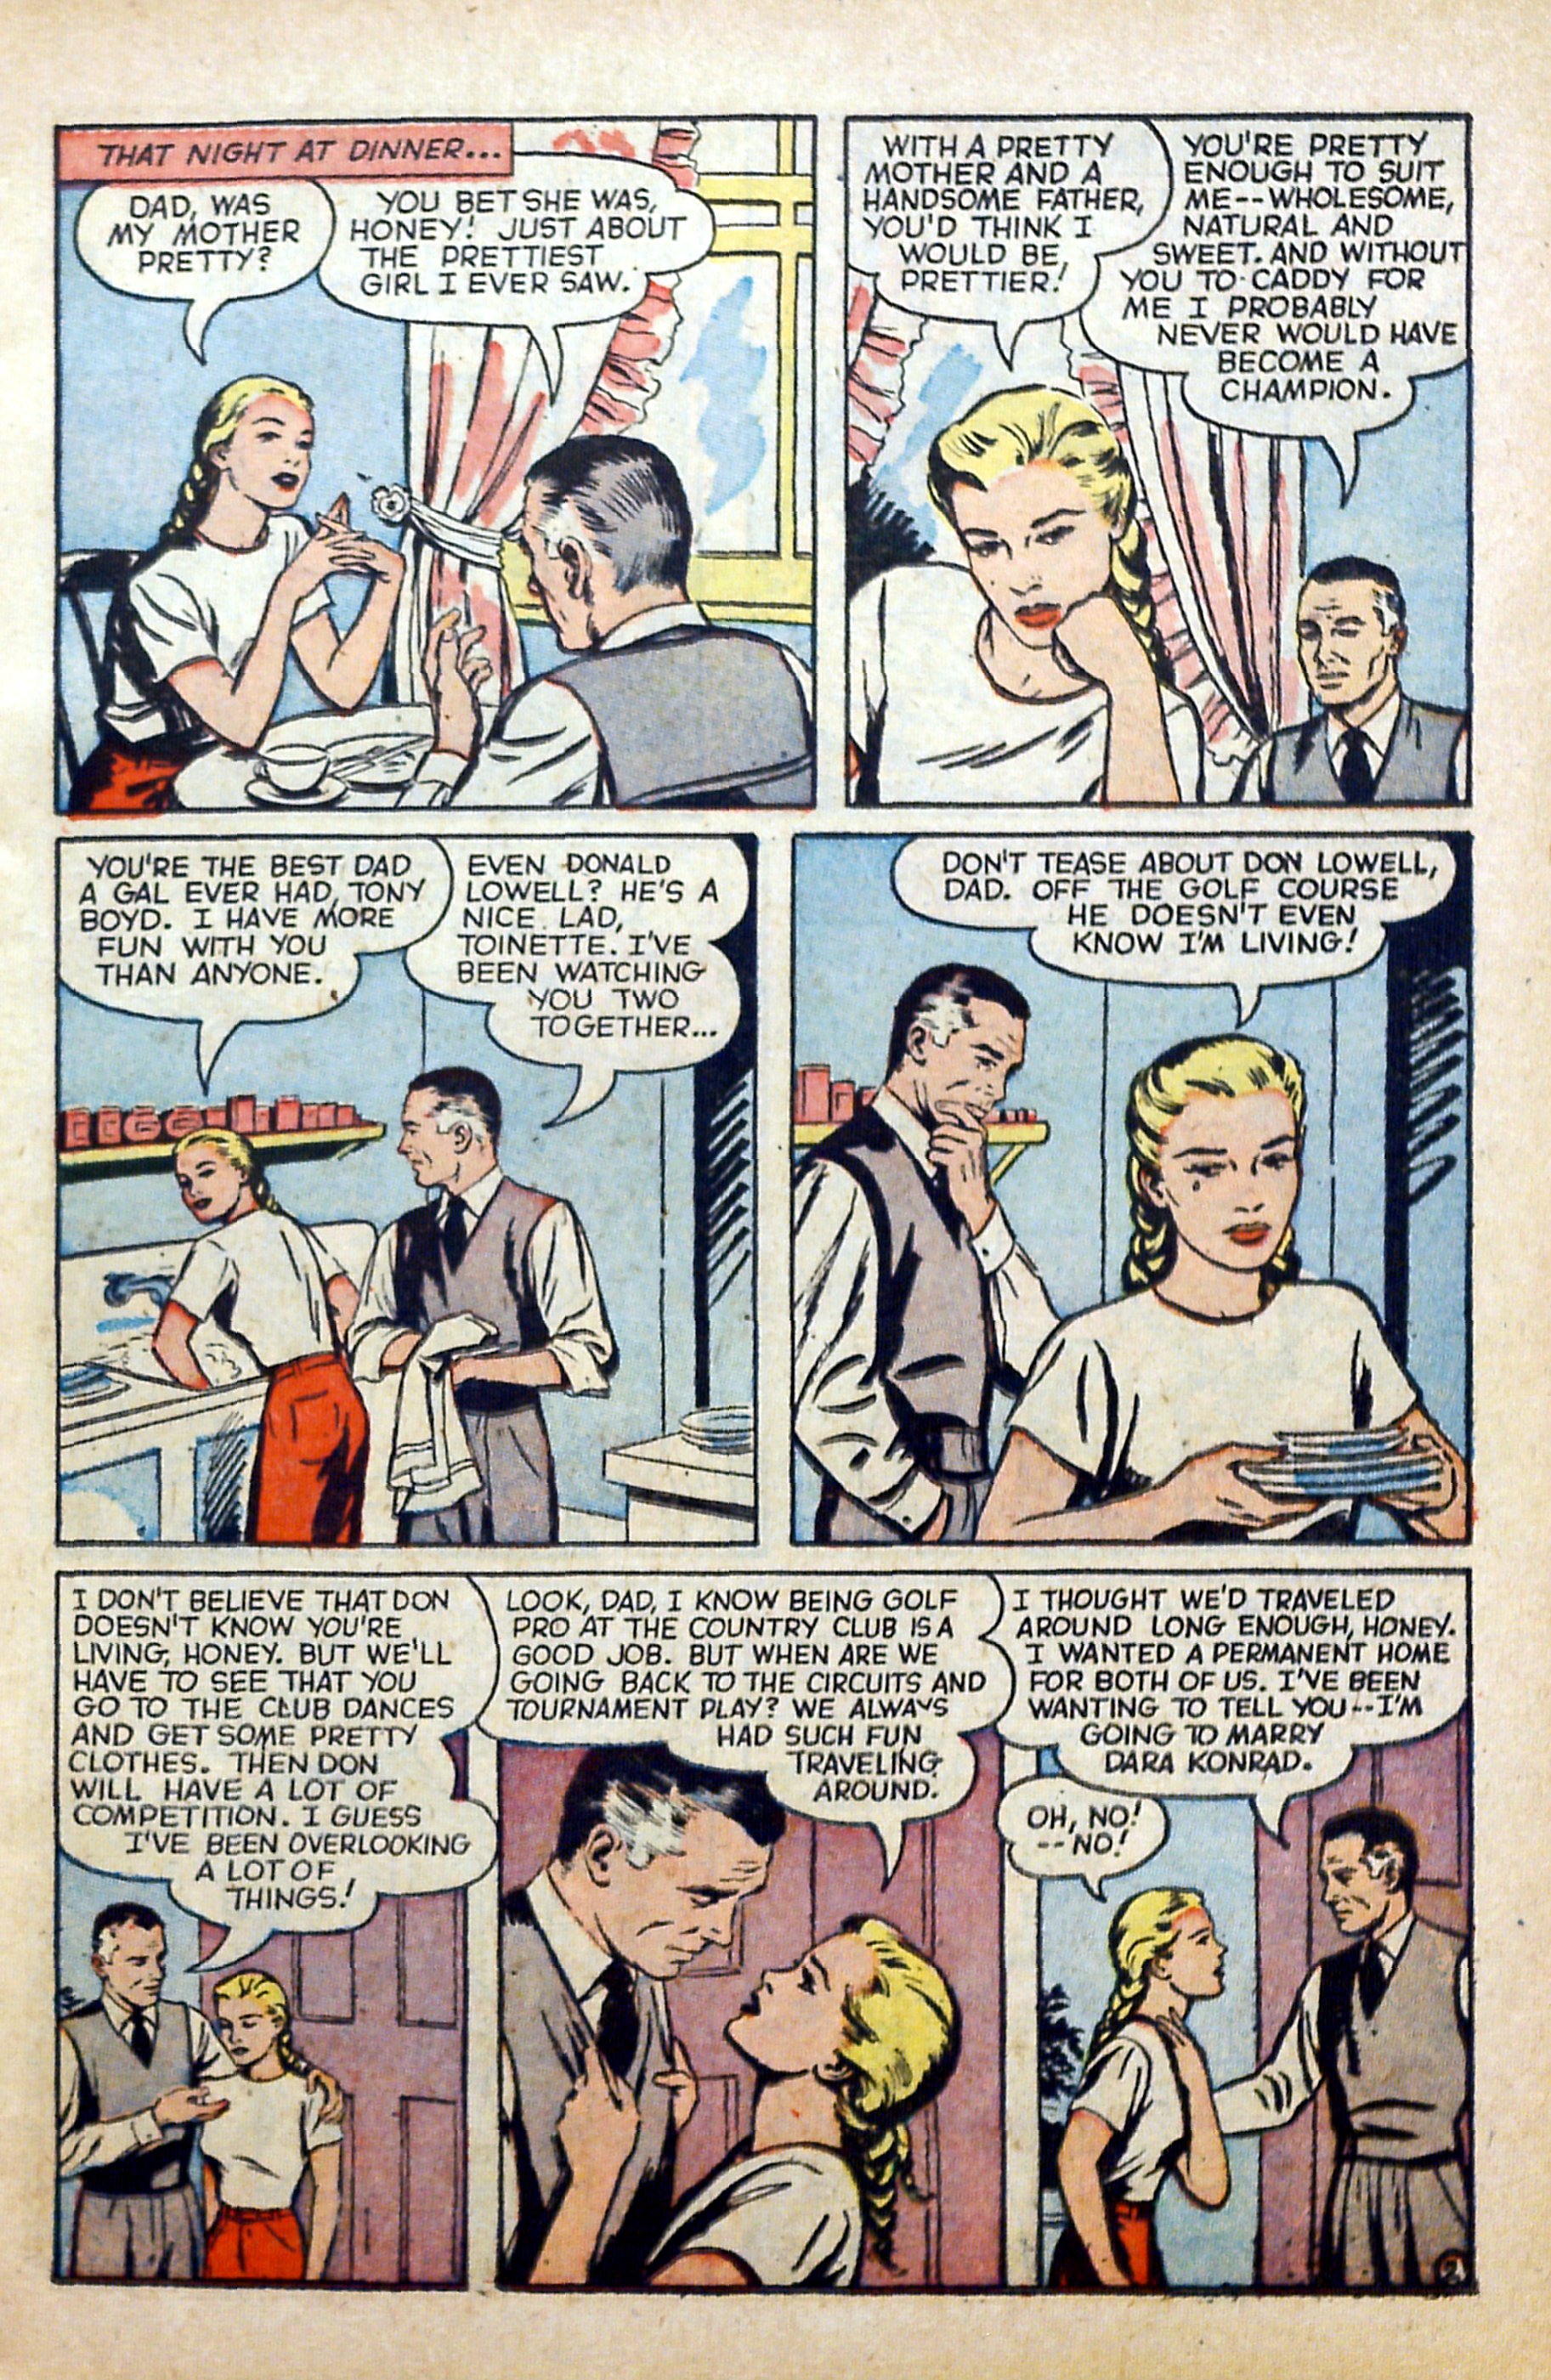 THAT NIGHT AT DINNER...
DAD, WAS
MY MOTHER
PRETTY?
YOU BET SHE WAS,
HONEY! JUST ABOUT
THE PRETTIEST
GIRL I EVER SAW.
WITH A PRETTY
MOTHER AND A
HANDSOME FATHER,
YOU'D THINK I
WOULD BE,
PRETTIER!
YOU'RE PRETTY
ENOUGH TO SUIT
ME--WHOLESOME,
NATURAL AND
SWEET. AND WITHOUT
YOU TO CADDY FOR
ME I PROBABLY
NEVER WOULD HAVE
BECOME A
CHAMPION.
YOU'RE THE BEST DAD
A GAL EVER HAD, TONY
BOYD. I HAVE MORE
FUN WITH YOU
THAN ANYONE.
EVEN DONALD
LOWELL? HE'S A
NICE LAD,
TOINETTE. I'VE
BEEN WATCHING
YOU TWO
TOGETHER...
DON'T TEASE ABOUT DON LOWELL,
DAD. OFF THE GOLF COURSE
HE DOESN'T EVEN
KNOW I'M LIVING!
I DON'T BELIEVE THAT DON
DOESN'T KNOW YOU'RE
LIVING, HONEY. BUT WE'LL
HAVE TO SEE THAT YOU
GO TO THE CLUB DANCES
AND GET SOME PRETTY
CLOTHES. THEN DON
WILL HAVE A LOT OF
COMPETITION. I GUESS
I'VE BEEN OVERLOOKING
A LOT OF
THINGS!
LOOK, DAD, I KNOW BEING GOLF
PRO AT THE COUNTRY CLUB IS A
GOOD JOB. BUT WHEN ARE WE
GOING BACK TO THE CIRCUITS AND
TOURNAMENT PLAY? WE ALWAYS
HAD SUCH FUN
TRAVELING
AROUND.
I THOUGHT WE'D TRAVELED
AROUND LONG ENOUGH, HONEY.
I WANTED A PERMANENT HOME
FOR BOTH OF US. I'VE BEEN
WANTING TO TELL YOU--I'M
GOING TO MARRY
DARA KONRAD.
OH, NO!
--NO!
2